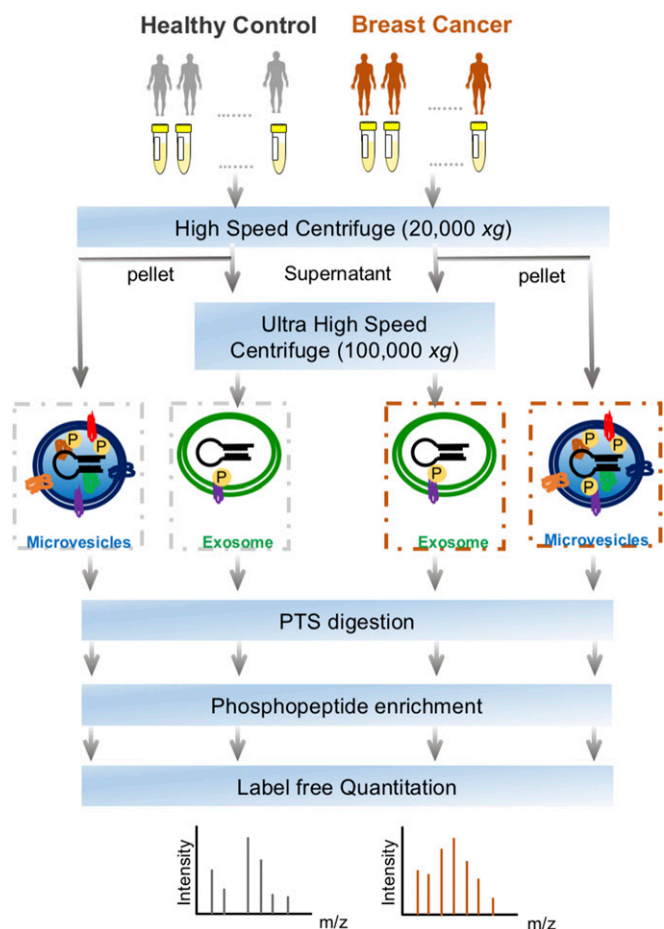 Healthy Control Breast Cancer
........ ........
........ ........
High Speed Centrifuge (20,000 xg)
pellet Supernatant pellet
Ultra High Speed
Centrifuge (100,000 xg)
P P P P P P P
P
Microvesicles Exosome Exosome Microvesicles
PTS digestion
Phosphopeptide enrichment
Label free Quantitation
Intensity Intensity
m/z m/z